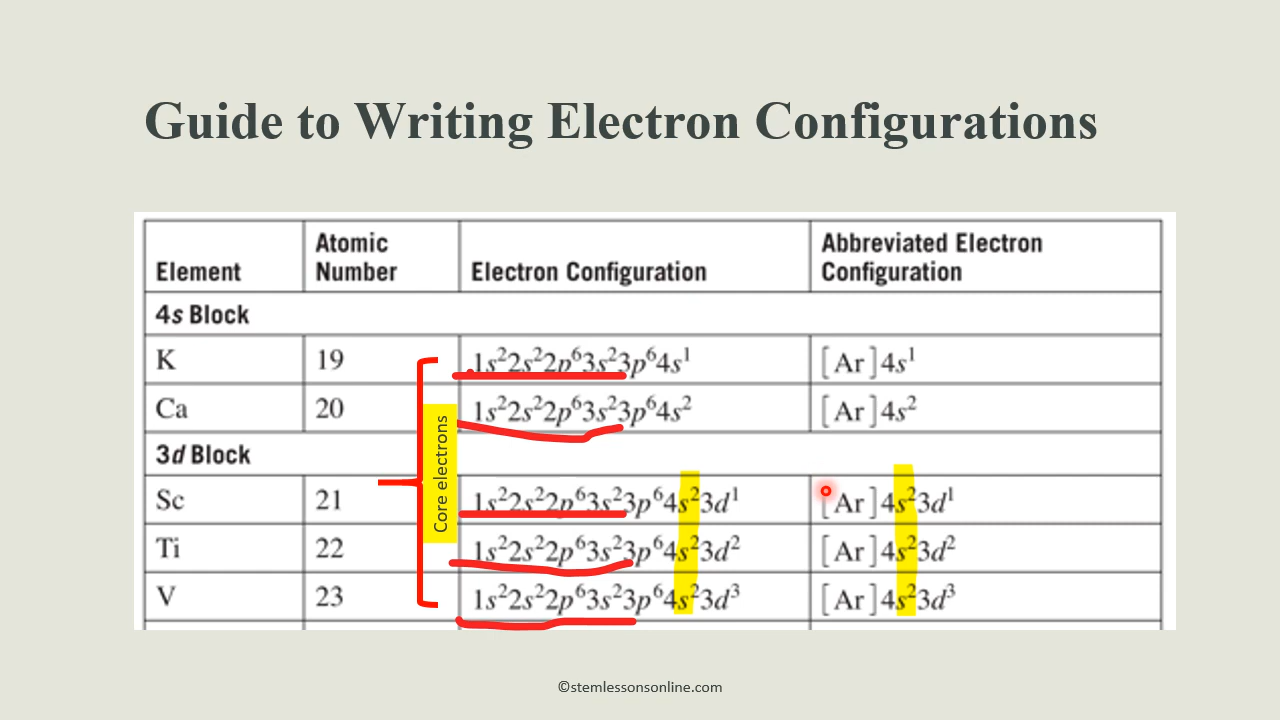 Guide to Writing Electron Configurations
Element Atomic Number Electron Configuration Abbreviated Electron Configuration
4s Block
K 19 1s²2s²2p⁶3s²3p⁶4s¹ [Ar]4s¹
Ca 20 1s²2s²2p⁶3s²3p⁶4s² [Ar]4s²
3d Block
Sc 21 1s²2s²2p⁶3s²3p⁶4s²3d¹ [Ar]4s²3d¹
Ti 22 1s²2s²2p⁶3s²3p⁶4s²3d² [Ar]4s²3d²
V 23 1s²2s²2p⁶3s²3p⁶4s²3d³ [Ar]4s²3d³
Core electrons
©stemlessonsonline.com